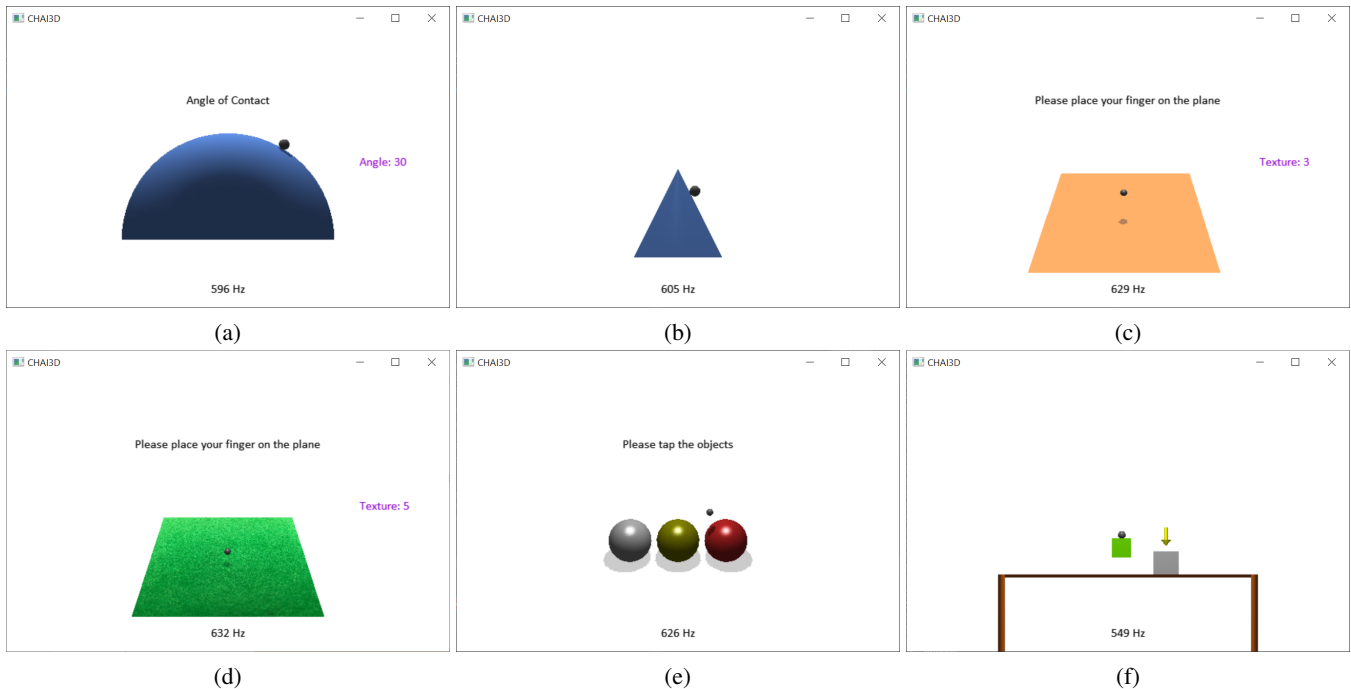 CHAI3D
Angle of Contact
Angle: 30
596 Hz
(a)
CHAI3D
605 Hz
(b)
CHAI3D
Please place your finger on the plane
Texture: 3
629 Hz
(c)
CHAI3D
Please place your finger on the plane
Texture: 5
632 Hz
(d)
CHAI3D
Please tap the objects
626 Hz
(e)
CHAI3D
549 Hz
(f)